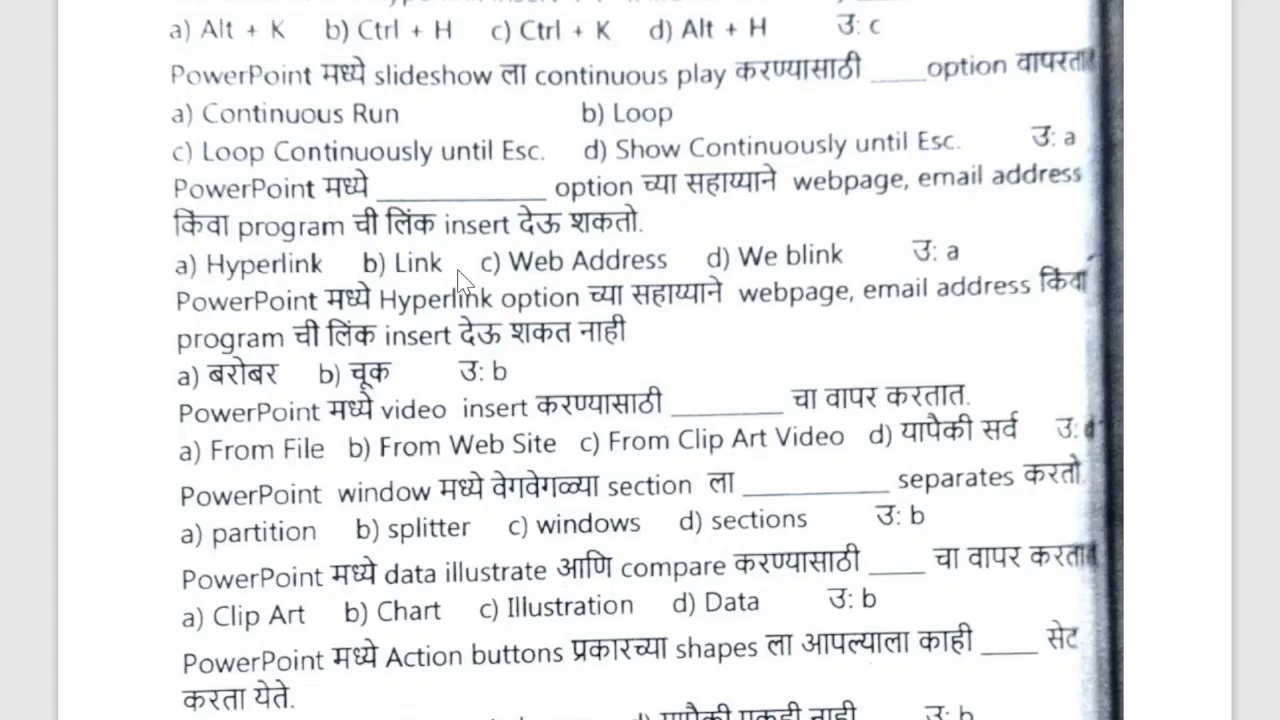 a) Alt + K b) Ctrl + H c) Ctrl + K d) Alt + H उ: c
PowerPoint मध्ये slideshow ला continuous play करण्यासाठी ____option वापरतात
a) Continuous Run b) Loop
c) Loop Continuously until Esc. d) Show Continuously until Esc. उ: a
PowerPoint मध्ये ____________ option च्या सहाय्याने webpage, email address
किंवा program ची लिंक insert देऊ शकतो.
a) Hyperlink b) Link c) Web Address d) We blink उ: a
PowerPoint मध्ये Hyperlink option च्या सहाय्याने webpage, email address किंवा
program ची लिंक insert देऊ शकत नाही
a) बरोबर b) चूक उ: b
PowerPoint मध्ये video insert करण्यासाठी ________ चा वापर करतात.
a) From File b) From Web Site c) From Clip Art Video d) यापैकी सर्व उ: d
PowerPoint window मध्ये वेगवेगळ्या section ला __________ separates करतो
a) partition b) splitter c) windows d) sections उ: b
PowerPoint मध्ये data illustrate आणि compare करण्यासाठी ____ चा वापर करतात
a) Clip Art b) Chart c) Illustration d) Data उ: b
PowerPoint मध्ये Action buttons प्रकारच्या shapes ला आपल्याला काही ____ सेट
करता येते.
d) यापैकी एकही नाही उ: b